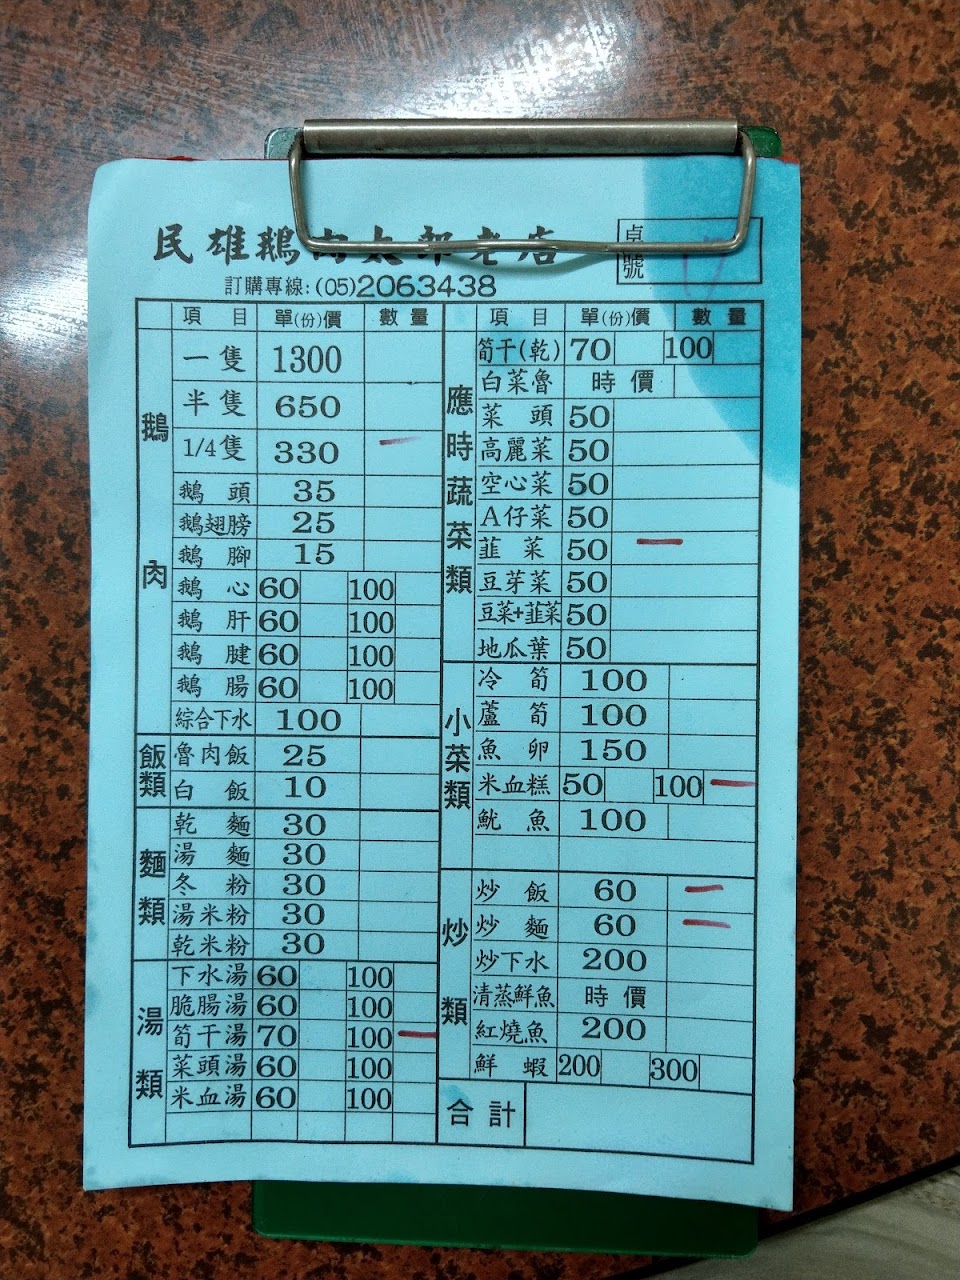 民雄鵝肉太郎老店
卓號 17
訂購專線:(05)2063438
項目 單(份)價 數量
鵝肉
一隻 1300
半隻 650
1/4隻 330 一
鵝頭 35
鵝翅膀 25
鵝腳 15
鵝心 60 100
鵝肝 60 100
鵝腱 60 100
鵝腸 60 100
綜合下水 100
飯類
魯肉飯 25
白飯 10
麵類
乾麵 30
湯麵 30
冬粉 30
湯米粉 30
乾米粉 30
湯類
下水湯 60 100
脆腸湯 60 100
筍干湯 70 100 一
菜頭湯 60 100
米血湯 60 100
項目 單(份)價 數量
應時蔬菜類
筍干(乾) 70 100
白菜魯 時價
菜頭 50
高麗菜 50
空心菜 50
A仔菜 50
韮菜 50 一
豆芽菜 50
豆菜+韮菜 50
地瓜葉 50
小菜類
冷筍 100
蘆筍 100
魚卵 150
米血糕 50 100 一
魷魚 100
炒類
炒飯 60 一
炒麵 60 一
炒下水 200
清蒸鮮魚 時價
紅燒魚 200
鮮蝦 200 300
合計